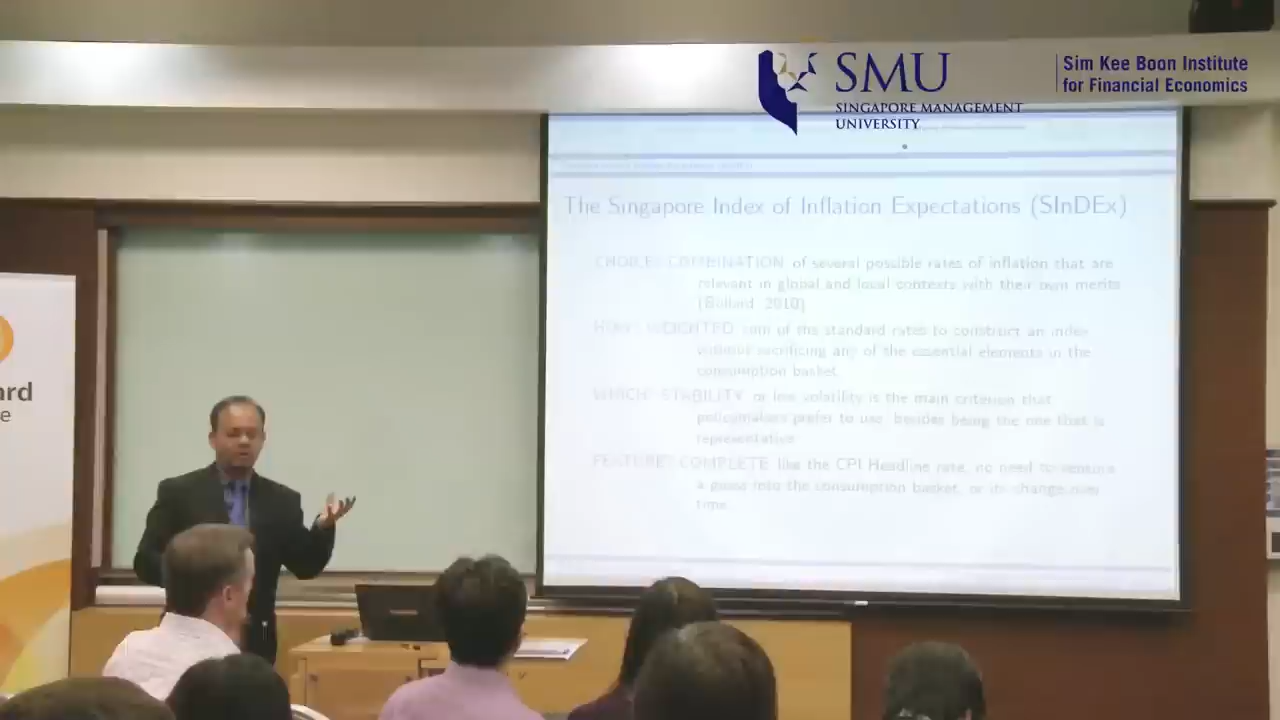 SMU
SINGAPORE MANAGEMENT
UNIVERSITY
Sim Kee Boon Institute
for Financial Economics
The Singapore Index of Inflation Expectations (SInDEx)
CHOICE: COMBINATION of several possible rates of inflation that are
relevant in global and local contexts with their own merits
(Bullard, 2010)
HOW: WEIGHTED sum of the standard rates to construct an index
without sacrificing any of the essential elements in the
consumption basket
WHICH: STABILITY or low volatility is the main criterion that
policymakers prefer to use, besides being the one that is
representative
FEATURE: COMPLETE like the CPI Headline rate, no need to venture
a guess into the consumption basket, or its change over
time